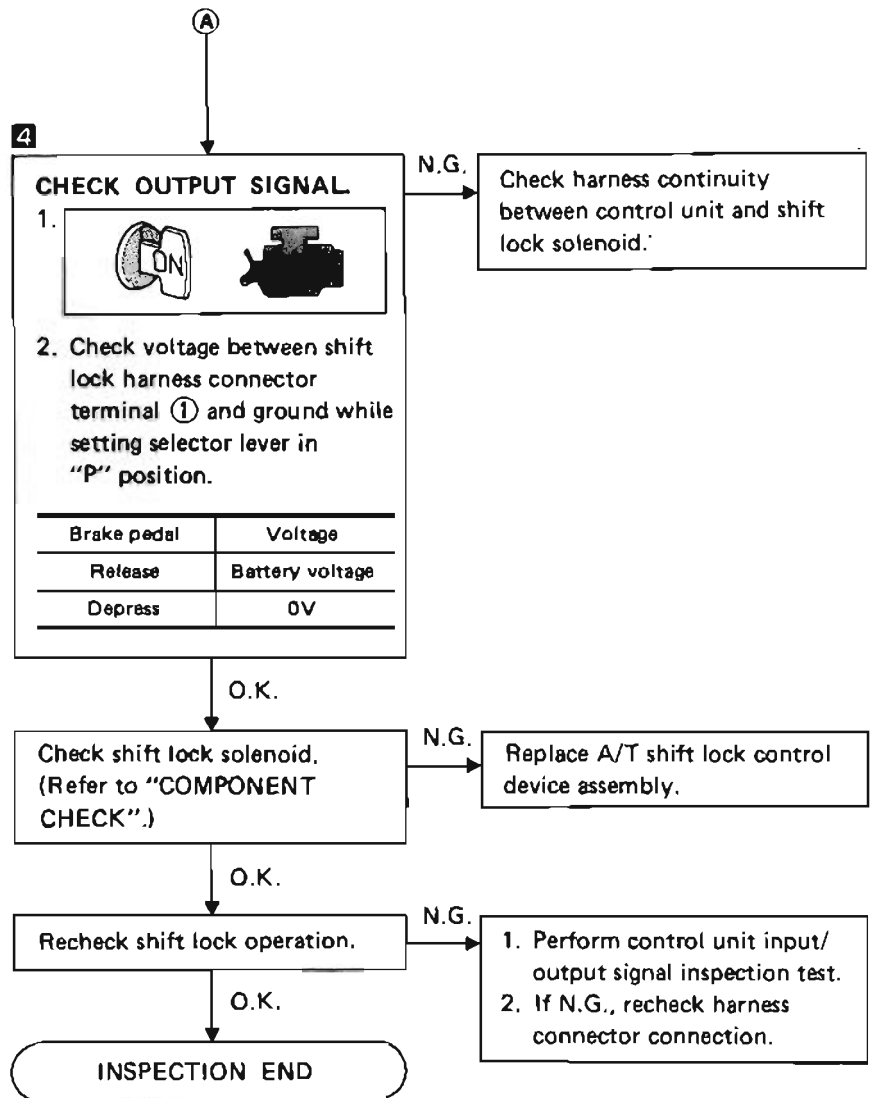 A
4
CHECK OUTPUT SIGNAL.
1.
ON
2. Check voltage between shift
lock harness connector
terminal ① and ground while
setting selector lever in
"P" position.
Brake pedal Voltage
Release Battery voltage
Depress 0V
N.G.
Check harness continuity
between control unit and shift
lock solenoid.
O.K.
Check shift lock solenoid.
(Refer to "COMPONENT
CHECK".)
N.G.
Replace A/T shift lock control
device assembly.
O.K.
Recheck shift lock operation.
N.G.
1. Perform control unit input/
output signal inspection test.
2. If N.G., recheck harness
connector connection.
O.K.
INSPECTION END